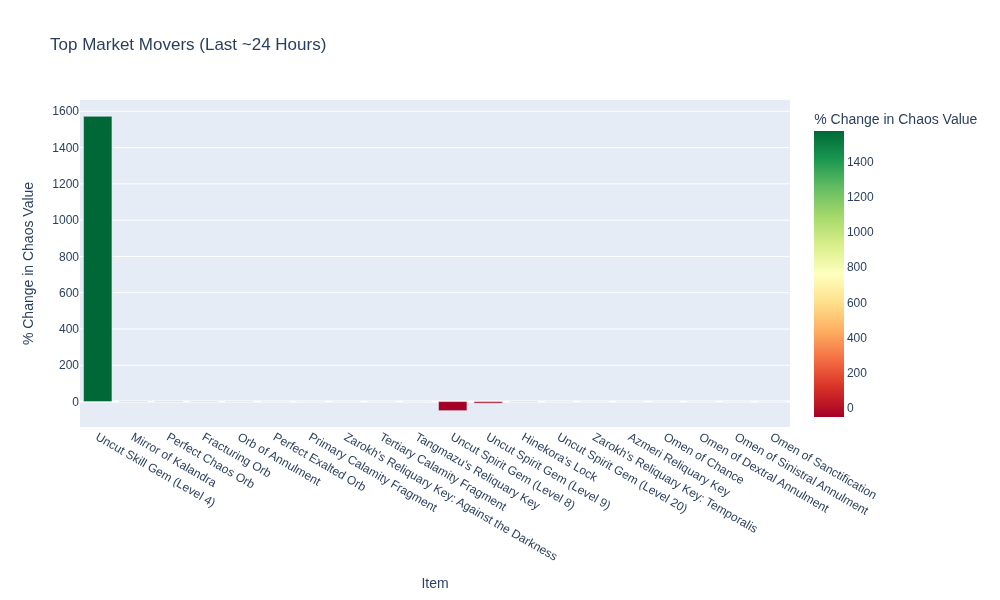 Top Market Movers (Last ~24 Hours)
% Change in Chaos Value
1600
1400
1200
1000
800
600
400
200
0
% Change in Chaos Value
1400
1200
1000
800
600
400
200
0
Uncut Skill Gem (Level 4)
Mirror of Kalandra
Perfect Chaos Orb
Fracturing Orb
Orb of Annulment
Perfect Exalted Orb
Primary Calamity Fragment
Zarokh's Reliquary Key: Against the Darkness
Tertiary Calamity Fragment
Tangmazu's Reliquary Key
Uncut Spirit Gem (Level 8)
Uncut Spirit Gem (Level 9)
Hinekora's Lock
Uncut Spirit Gem (Level 20)
Zarokh's Reliquary Key: Temporalis
Azmeri Reliquary Key
Omen of Chance
Omen of Dextral Annulment
Omen of Sinistral Annulment
Omen of Sanctification
Item